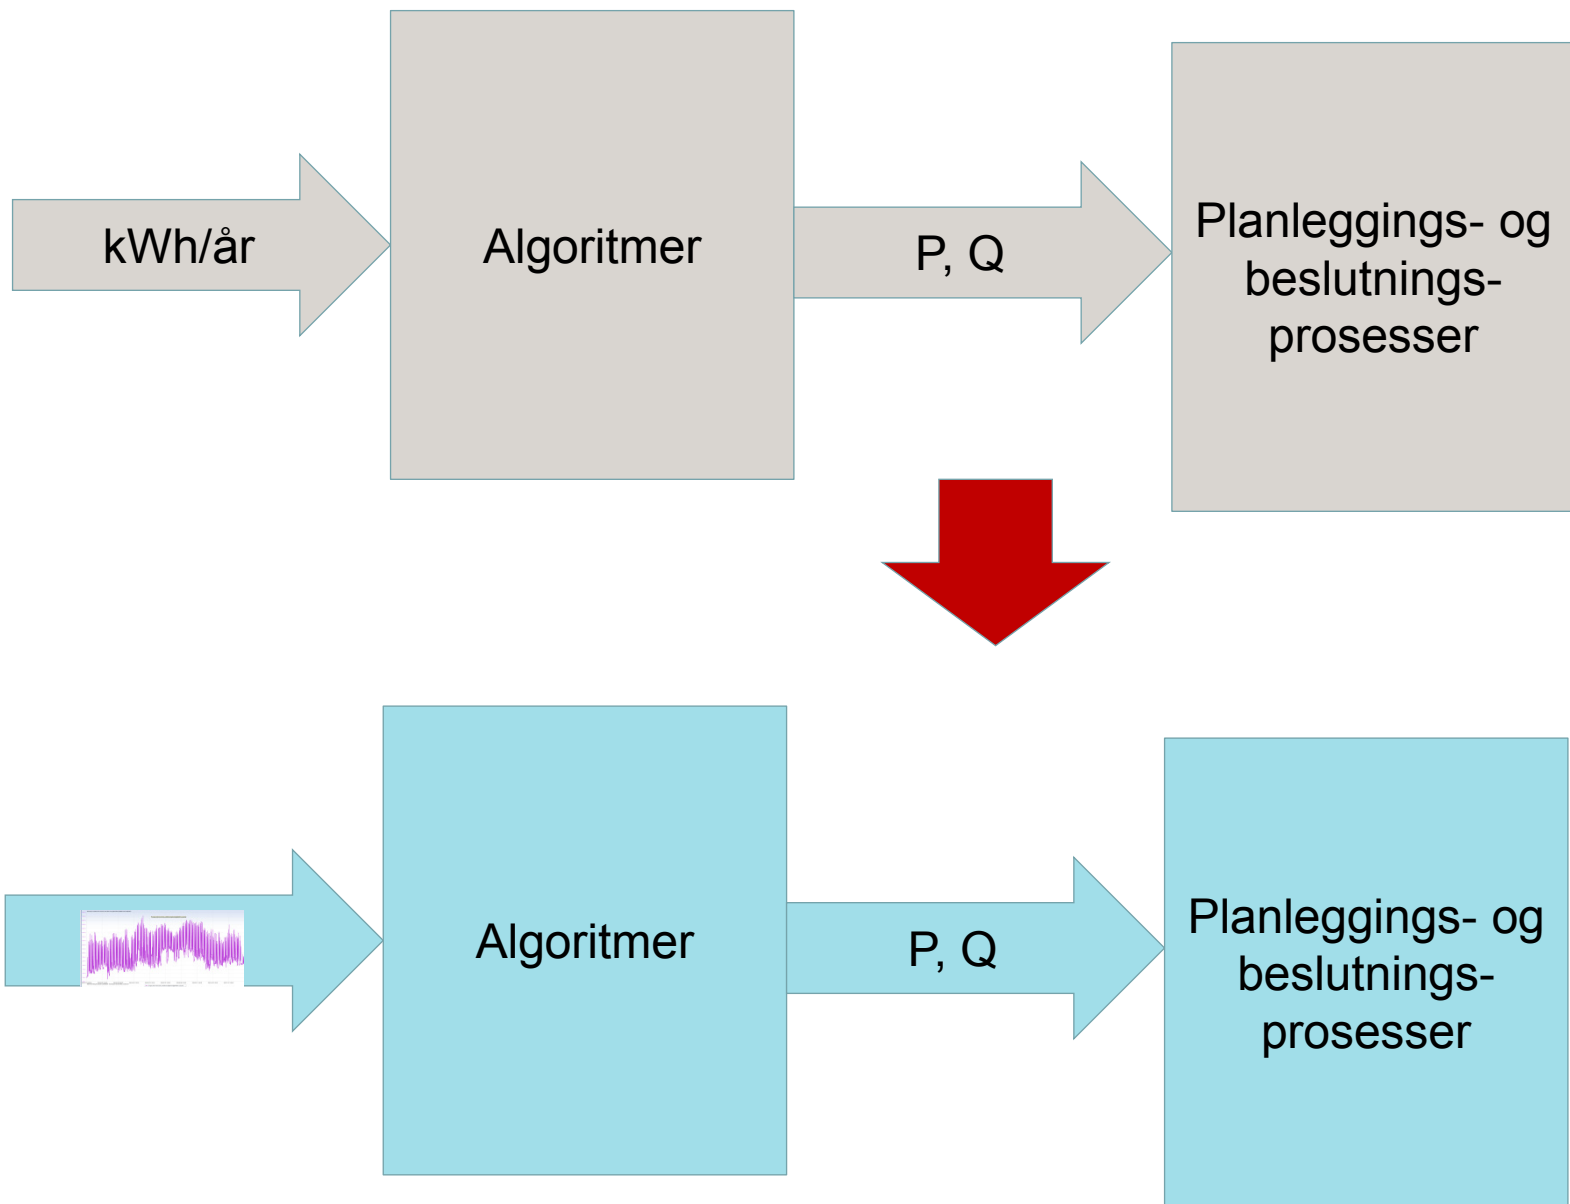 kWh/år
Algoritmer
P, Q
Planleggings- og
beslutnings-
prosesser
Algoritmer
P, Q
Planleggings- og
beslutnings-
prosesser